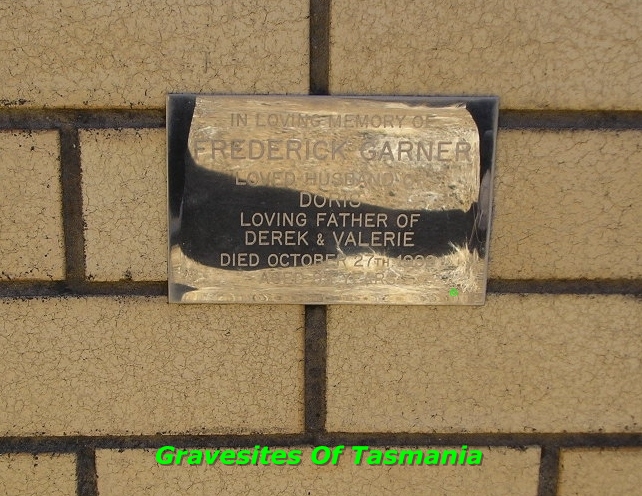 IN LOVING MEMORY OF
FREDERICK GARNER
LOVED HUSBAND OF
DORIS
LOVING FATHER OF
DEREK & VALERIE
DIED OCTOBER 27TH
Gravesites Of Tasmania